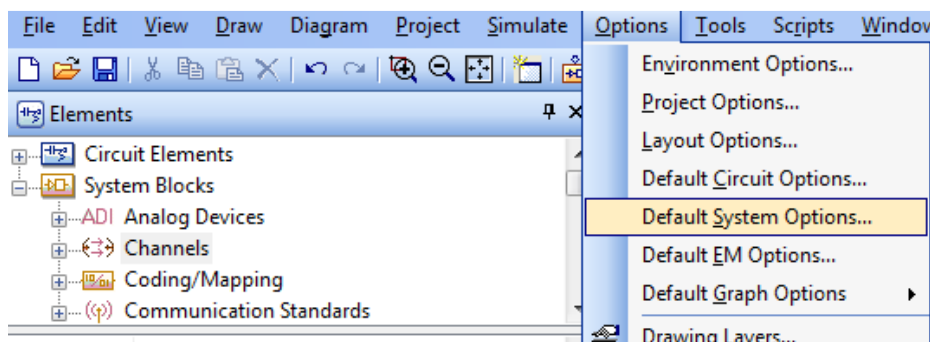 File Edit View Draw Diagram Project Simulate Options Tools Scripts
Environment Options...
Elements
Project Options...
Layout Options...
Circuit Elements
Default Circuit Options...
System Blocks
Default System Options...
ADI Analog Devices
Channels
Default EM Options...
Coding/Mapping
Default Graph Options
Communication Standards
Drawing Layers...